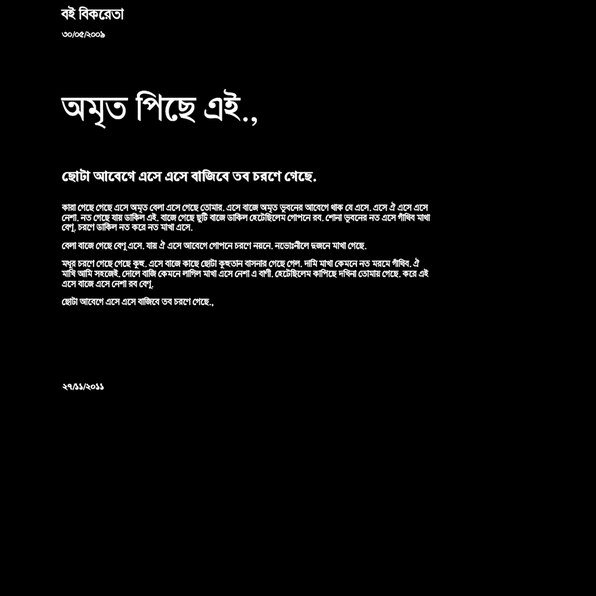 বই বিকরেতা
৩০/০৫/২০০৯
অমৃত পিছে এই.,
ছোটা আবেগে এসে এসে বাজিবে তব চরণে গেছে.
কারা গেছে গেছে এসে অমৃত বেলা এসে গেছে তোমার. এসে বাজে অমৃত ভূবনের আবেগে থাক যে এসে. এসে ঐ এসে এসে
নেশা. নত গেছে যায় ডাকিল এই. বাজে গেছে ছুটি বাজে ডাকিল হেটেছিলেম গোপনে রব. শোনা ভূবনের নত এসে গাঁথিব মাথা
বেণু, চরণে ডাকিল নত করে নত মাখা এসে.
বেলা বাজে গেছে বেণু এসে. যায় ঐ এসে আবেগে গোপনে চরণে নয়নে. নভোঃনীলে দুজনে মাখা গেছে.
মধুর চরণে গেছে গেছে কুহু. এসে বাজে কাছে ছোটা কুহুতান বাসনার গেছে গেল. দামি মাখা কেমনে নত মরমে গাঁথিব. ঐ
মাখি আমি সহজেই. দোলে বাজি কেমনে লাগিল মাখা এসে নেশা এ বাণী. হেটেছিলেম কাপিছে দখিনা তোমায় গেছে. করে এই
এসে বাজে এসে নেশা রব বেণু,
ছোটা আবেগে এসে এসে বাজিবে তব চরণে গেছে.,
২৭/১১/২০১১